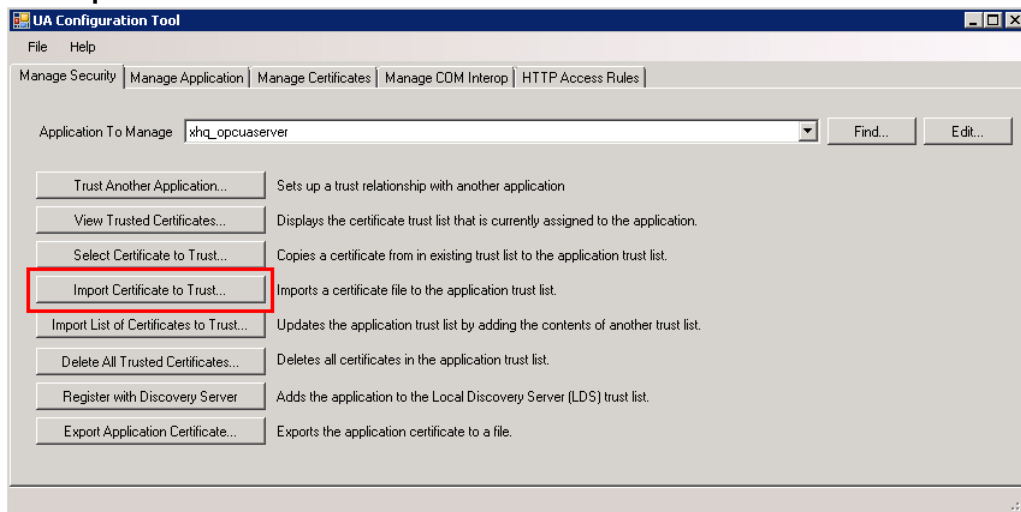 UA Configuration Tool
File Help
Manage Security Manage Application Manage Certificates Manage COM Interop HTTP Access Rules
Application To Manage xhq_opcuaserver Find... Edit...
Trust Another Application... Sets up a trust relationship with another application
View Trusted Certificates... Displays the certificate trust list that is currently assigned to the application.
Select Certificate to Trust... Copies a certificate from in existing trust list to the application trust list.
Import Certificate to Trust... Imports a certificate file to the application trust list.
Import List of Certificates to Trust... Updates the application trust list by adding the contents of another trust list.
Delete All Trusted Certificates... Deletes all certificates in the application trust list.
Register with Discovery Server Adds the application to the Local Discovery Server (LDS) trust list.
Export Application Certificate... Exports the application certificate to a file.